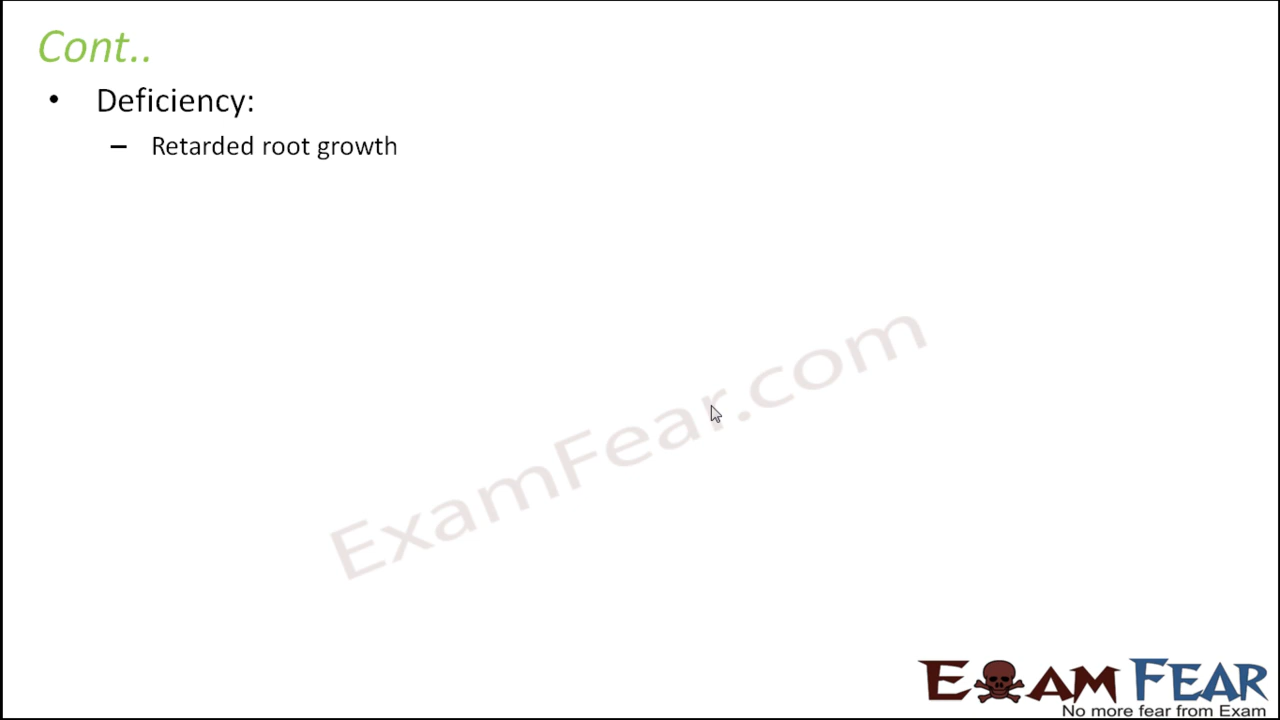 Cont..
• Deficiency:
– Retarded root growth
ExamFear.com
EXAM FEAR
No more fear from Exam